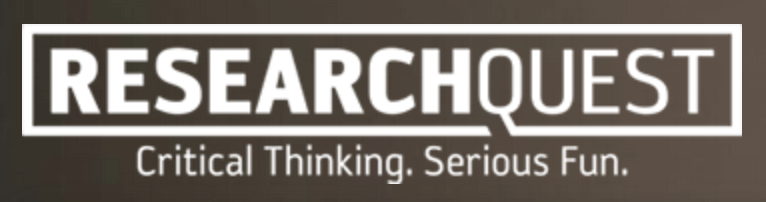 RESEARCHQUEST
Critical Thinking. Serious Fun.